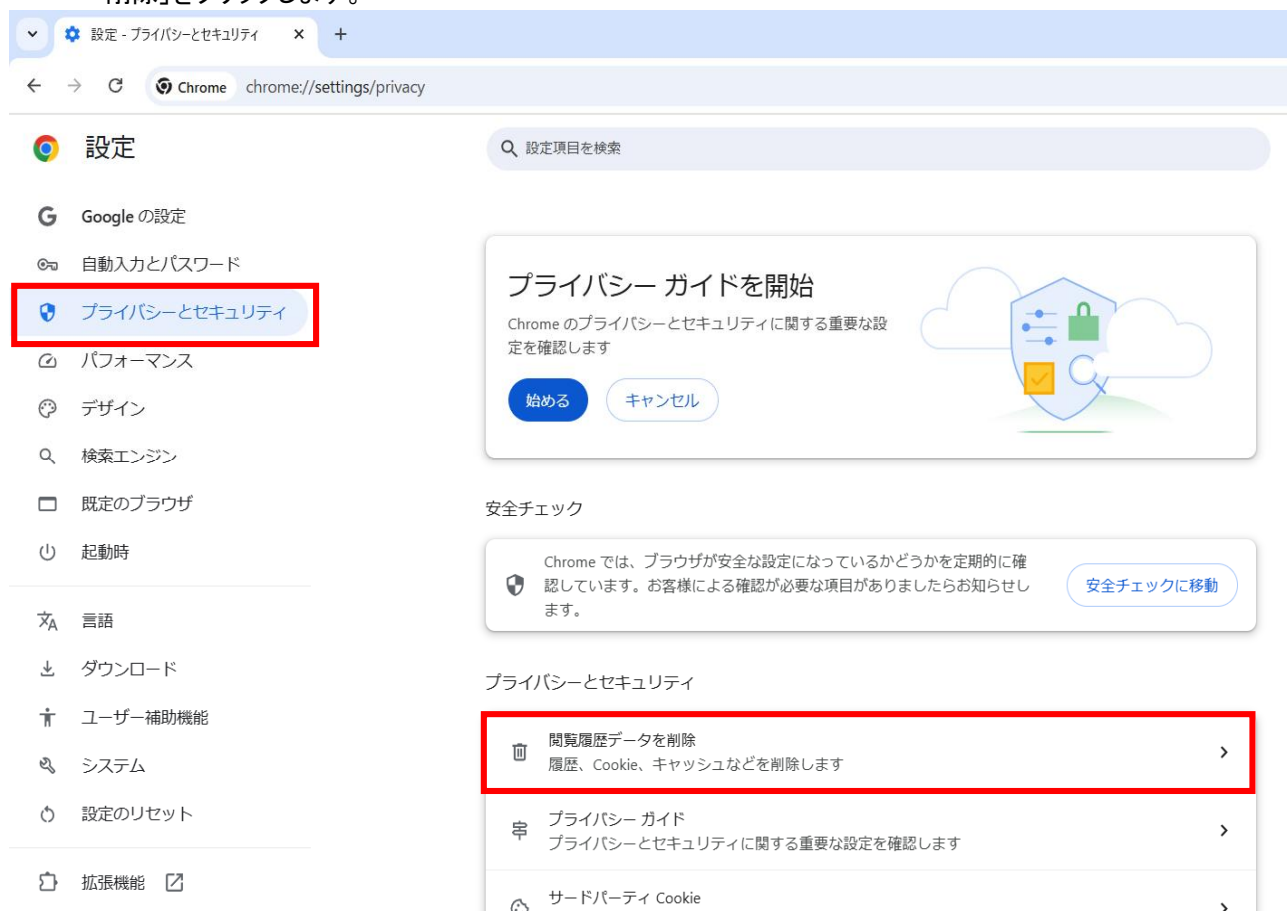 削除」をクリックします。
設定 - プライバシーとセキュリティ
Chrome chrome://settings/privacy
設定
設定項目を検索
Google の設定
自動入力とパスワード
プライバシーとセキュリティ
パフォーマンス
デザイン
検索エンジン
既定のブラウザ
起動時
言語
ダウンロード
ユーザー補助機能
システム
設定のリセット
拡張機能
プライバシー ガイドを開始
Chrome のプライバシーとセキュリティに関する重要な設
定を確認します
始める
キャンセル
安全チェック
Chrome では、ブラウザが安全な設定になっているかどうかを定期的に確
認しています。お客様による確認が必要な項目がありましたらお知らせし
ます。
安全チェックに移動
プライバシーとセキュリティ
閲覧履歴データを削除
履歴、Cookie、キャッシュなどを削除します
プライバシー ガイド
プライバシーとセキュリティに関する重要な設定を確認します
サードパーティ Cookie